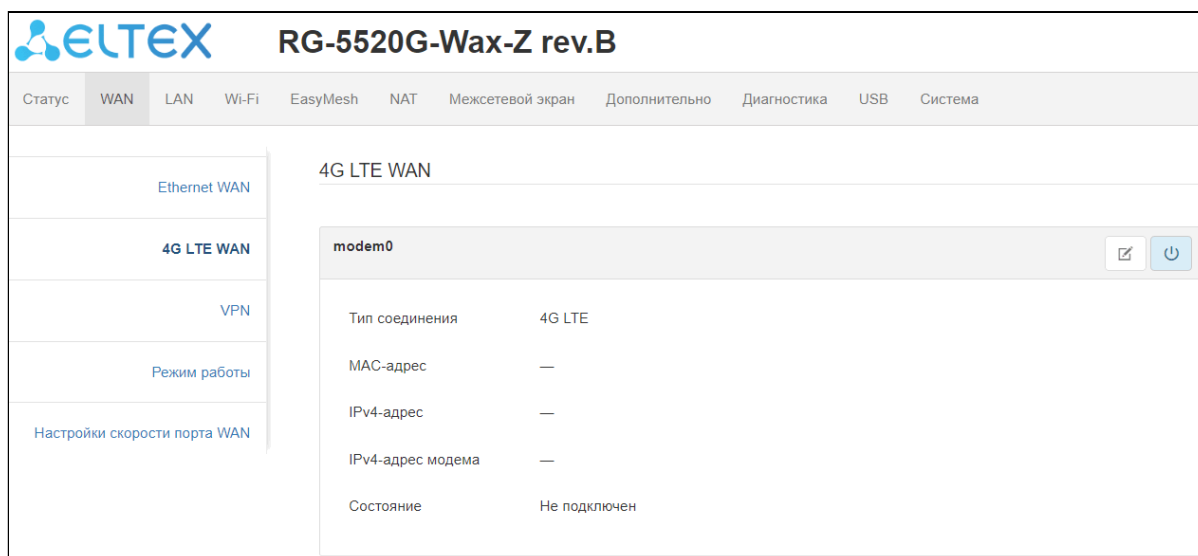 ELTEX RG-5520G-Wax-Z rev.B
Статус WAN LAN Wi-Fi EasyMesh NAT Межсетевой экран Дополнительно Диагностика USB Система
Ethernet WAN
4G LTE WAN
VPN
Режим работы
Настройки скорости порта WAN
4G LTE WAN
modem0
Тип соединения 4G LTE
MAC-адрес —
IPv4-адрес —
IPv4-адрес модема —
Состояние Не подключен